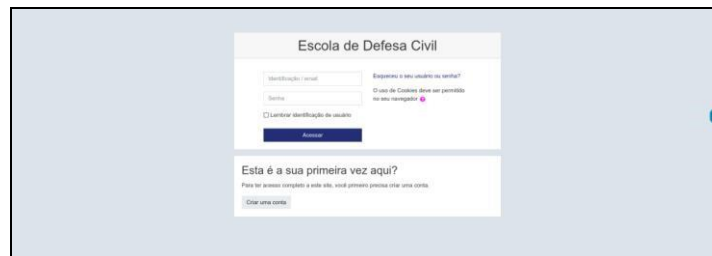 Escola de Defesa Civil
Identificação / email
Esqueceu o seu usuário ou senha?
Senha
O uso de Cookies deve ser permitido
no seu navegador
Lembrar identificação de usuário
Acessar
Esta é a sua primeira vez aqui?
Para ter acesso completo a este site, você primeiro precisa criar uma conta.
Criar uma conta